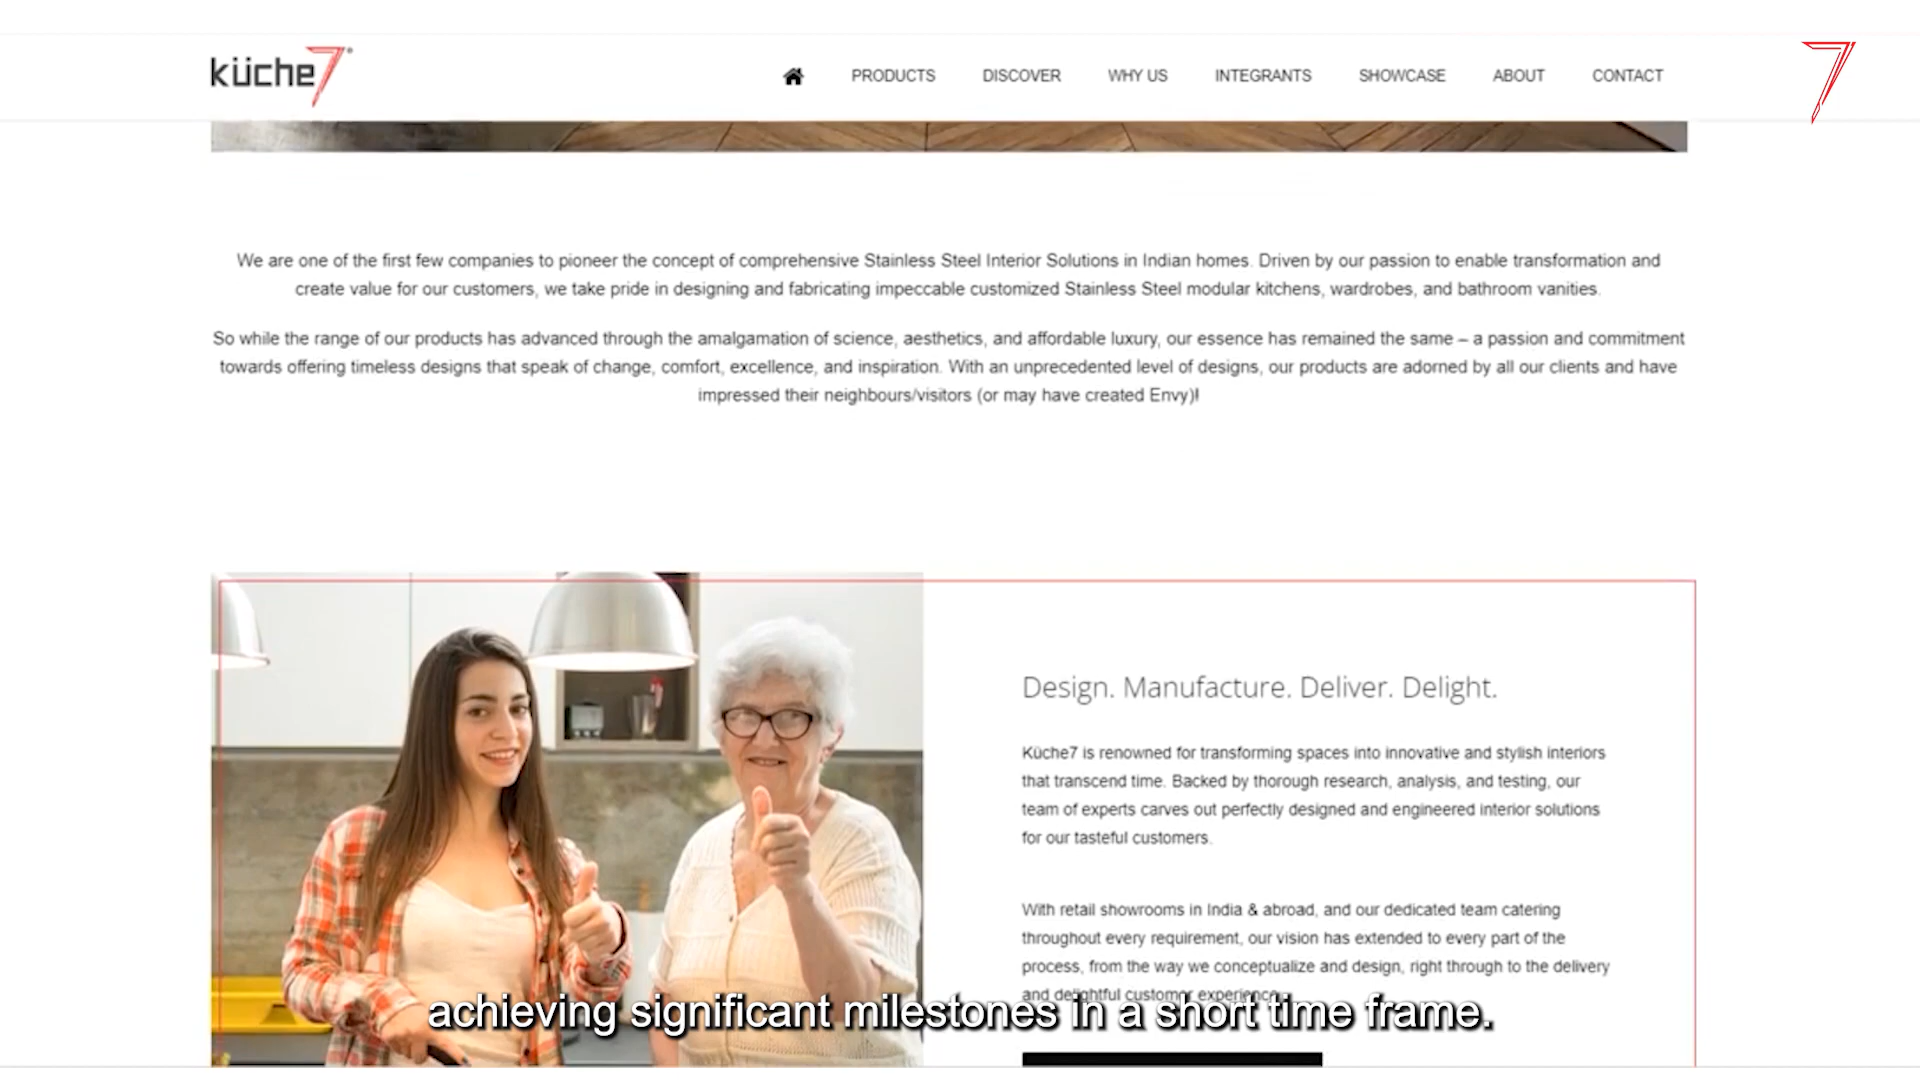 küche7
PRODUCTS DISCOVER WHY US INTEGRANTS SHOWCASE ABOUT CONTACT
7
We are one of the first few companies to pioneer the concept of comprehensive Stainless Steel Interior Solutions in Indian homes. Driven by our passion to enable transformation and
create value for our customers, we take pride in designing and fabricating impeccable customized Stainless Steel modular kitchens, wardrobes, and bathroom vanities.
So while the range of our products has advanced through the amalgamation of science, aesthetics, and affordable luxury, our essence has remained the same – a passion and commitment
towards offering timeless designs that speak of change, comfort, excellence, and inspiration. With an unprecedented level of designs, our products are adorned by all our clients and have
impressed their neighbours/visitors (or may have created Envy)!
Design. Manufacture. Deliver. Delight.
Küche7 is renowned for transforming spaces into innovative and stylish interiors
that transcend time. Backed by thorough research, analysis, and testing, our
team of experts carves out perfectly designed and engineered interior solutions
for our tasteful customers.
With retail showrooms in India & abroad, and our dedicated team catering
throughout every requirement, our vision has extended to every part of the
process, from the way we conceptualize and design, right through to the delivery
and delightful customer experience.
achieving significant milestones in a short time frame.